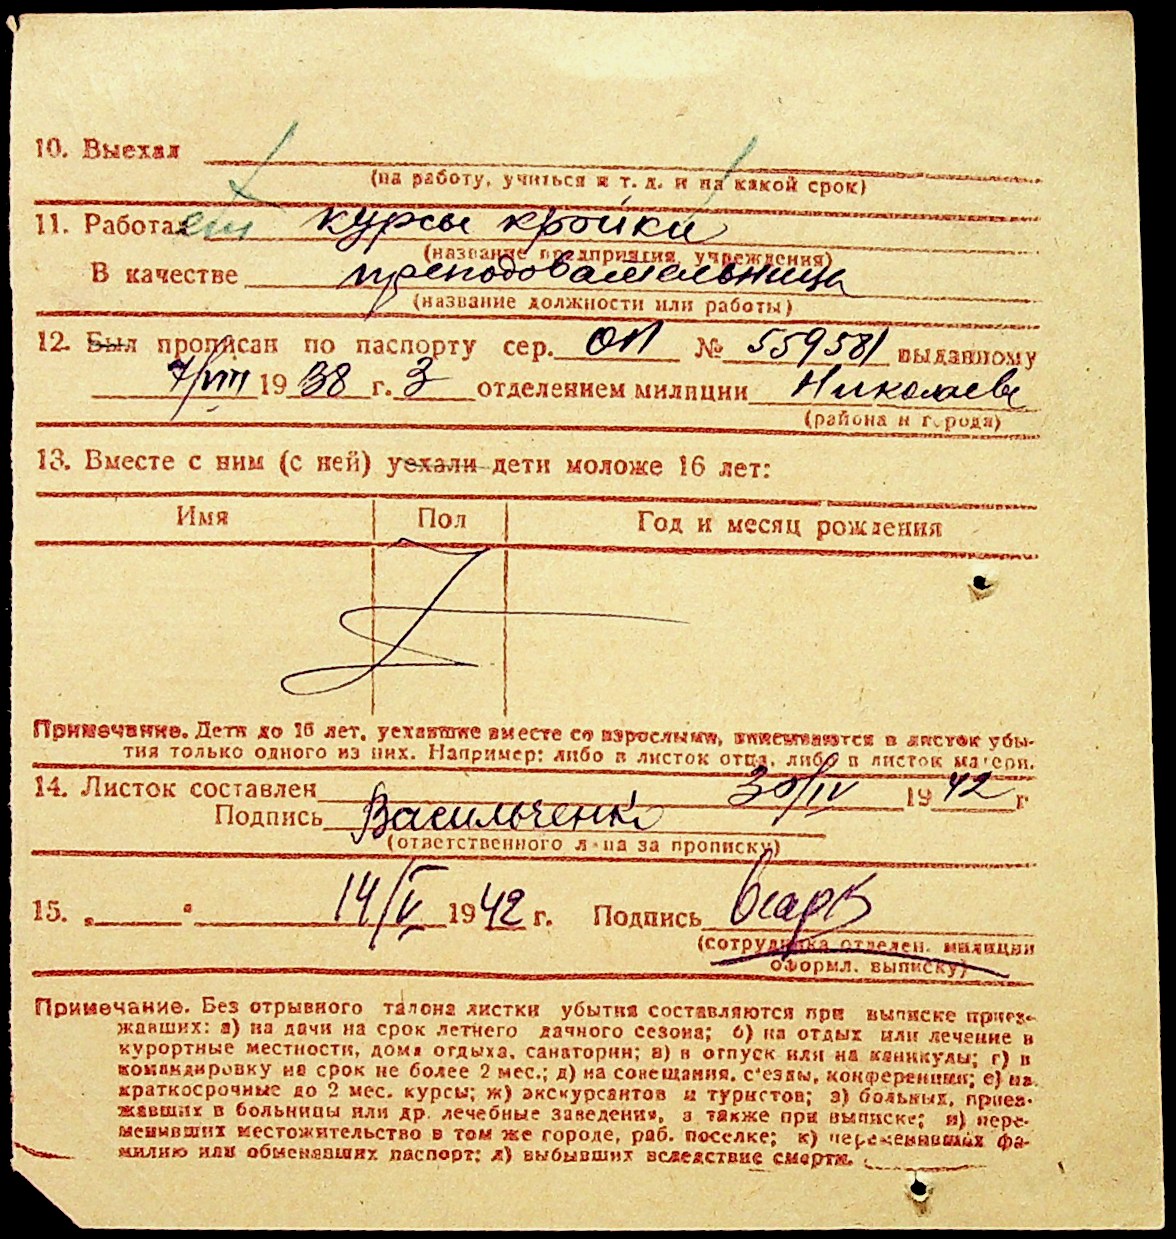 10. Выехал
(на работу, учиться и т. д. и на какой срок)
11. Работает курсы кройки
(название предприятия, учреждения)
В качестве преподавательница
(название должности или работы)
12. Был прописан по паспорту сер. ОП № 559581 выданному
7/VIII 1938 г. 3 отделением милиции Николаев
(района и города)
13. Вместе с ним (с ней) уехали дети моложе 16 лет:
Имя Пол Год и месяц рождения
Примечание. Дети до 16 лет, уехавшие вместе со взрослыми, вписываются в листок убы-
тия только одного из них. Например: либо в листок отца, либо в листок матери.
14. Листок составлен 30/IV 1942 г
Подпись Васильченко
(ответственного лица за прописку)
15. „ " 14/V 1942 г. Подпись
(сотрудника отделен. милиции
оформл. выписку)
Примечание. Без отрывного талона листки убытия составляются при выписке приез-
жавших: а) на дачи на срок летнего дачного сезона; б) на отдых или лечение в
курортные местности, дома отдыха, санатории; в) в отпуск или на каникулы; г) в
командировку на срок не более 2 мес.; д) на совещания, с'езды, конференции; е) на
краткосрочные до 2 мес. курсы; ж) экскурсантов и туристов; з) больных, приез-
жавших в больницы или др. лечебные заведения, а также при выписке; и) пере-
менивших местожительство в том же городе, раб. поселке; к) переменивших фа-
милию или обменявших паспорт; л) выбывших вследствие смерти.